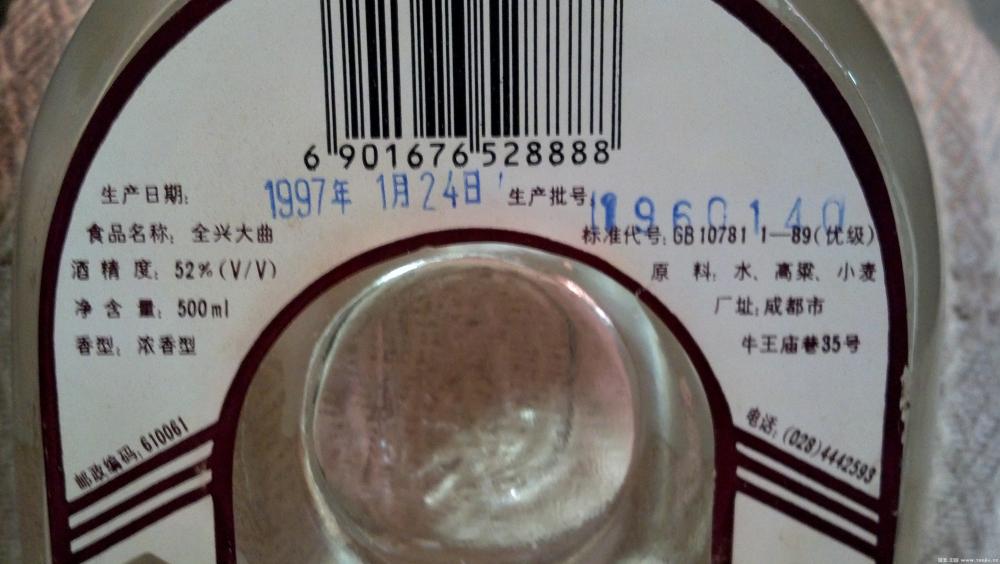 6 901676 528888
生产日期: 1997年 1月24日 生产批号: 1960140
食品名称: 全兴大曲
标准代号: GB10781 1—89(优级)
酒 精 度: 52%(V/V)
原 料: 水、高粱、小麦
净 含 量: 500ml
厂址: 成都市
香型: 浓香型
牛王庙巷35号
邮政编码: 610061
电话: (028)4442593